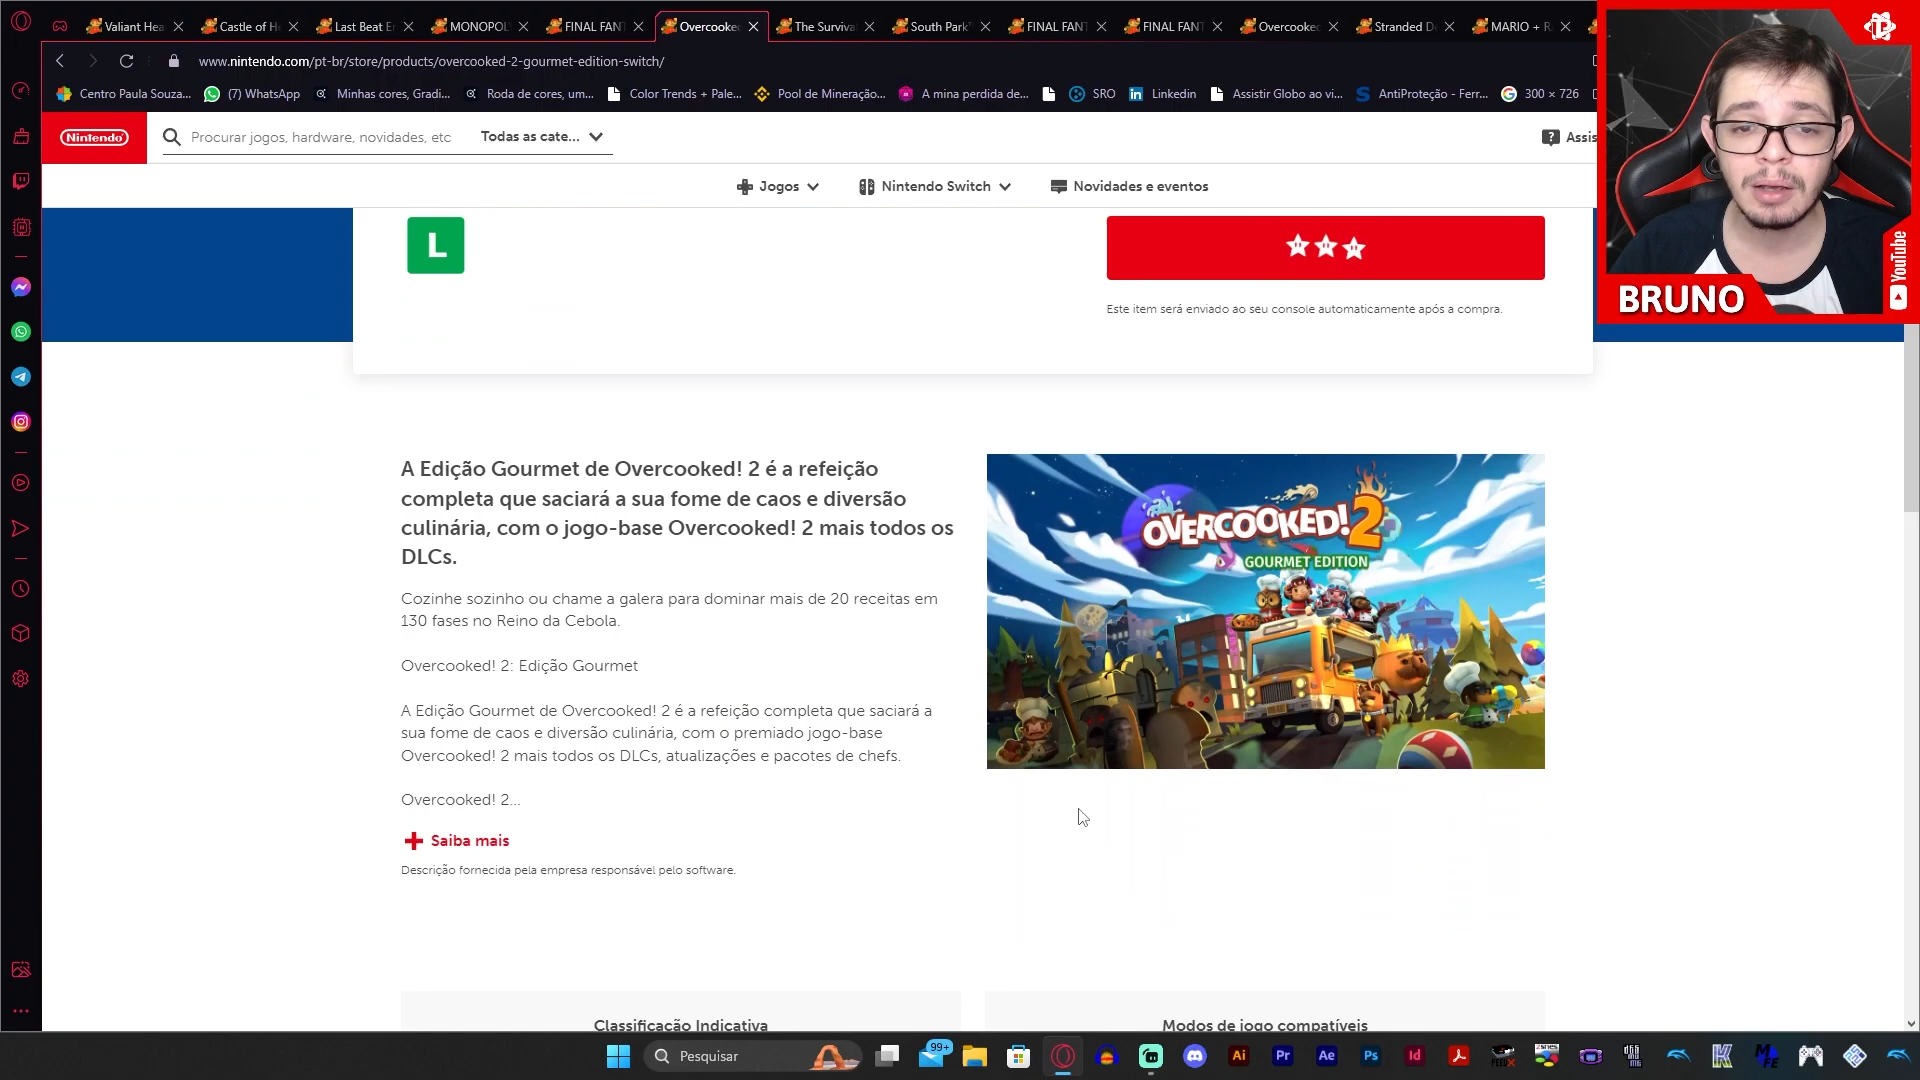 Valiant Hea
Castle of H
Last Beat E
MONOPOL
FINAL FANT
Overcooked
The Surviva
South Park
FINAL FANT
FINAL FANT
Overcooked
Stranded D
MARIO + R
www.nintendo.com/pt-br/store/products/overcooked-2-gourmet-edition-switch/
Centro Paula Souza...
(7) WhatsApp
Minhas cores, Gradi...
Roda de cores, um...
Color Trends + Pale...
Pool de Mineração...
A mina perdida de...
SRO
Linkedin
Assistir Globo ao vi...
AntiProteção - Ferr...
300 × 726
Nintendo
Procurar jogos, hardware, novidades, etc
Todas as cate...
Assis
Jogos
Nintendo Switch
Novidades e eventos
L
Este item será enviado ao seu console automaticamente após a compra.
BRUNO
YouTube
A Edição Gourmet de Overcooked! 2 é a refeição
completa que saciará a sua fome de caos e diversão
culinária, com o jogo-base Overcooked! 2 mais todos os
DLCs.
Cozinhe sozinho ou chame a galera para dominar mais de 20 receitas em
130 fases no Reino da Cebola.
Overcooked! 2: Edição Gourmet
A Edição Gourmet de Overcooked! 2 é a refeição completa que saciará a
sua fome de caos e diversão culinária, com o premiado jogo-base
Overcooked! 2 mais todos os DLCs, atualizações e pacotes de chefs.
Overcooked! 2...
Saiba mais
Descrição fornecida pela empresa responsável pelo software.
OVERCOOKED! 2
GOURMET EDITION
Classificação Indicativa
Modos de jogo compatíveis
Pesquisar
99+
Ai
Pr
Ae
Ps
Id